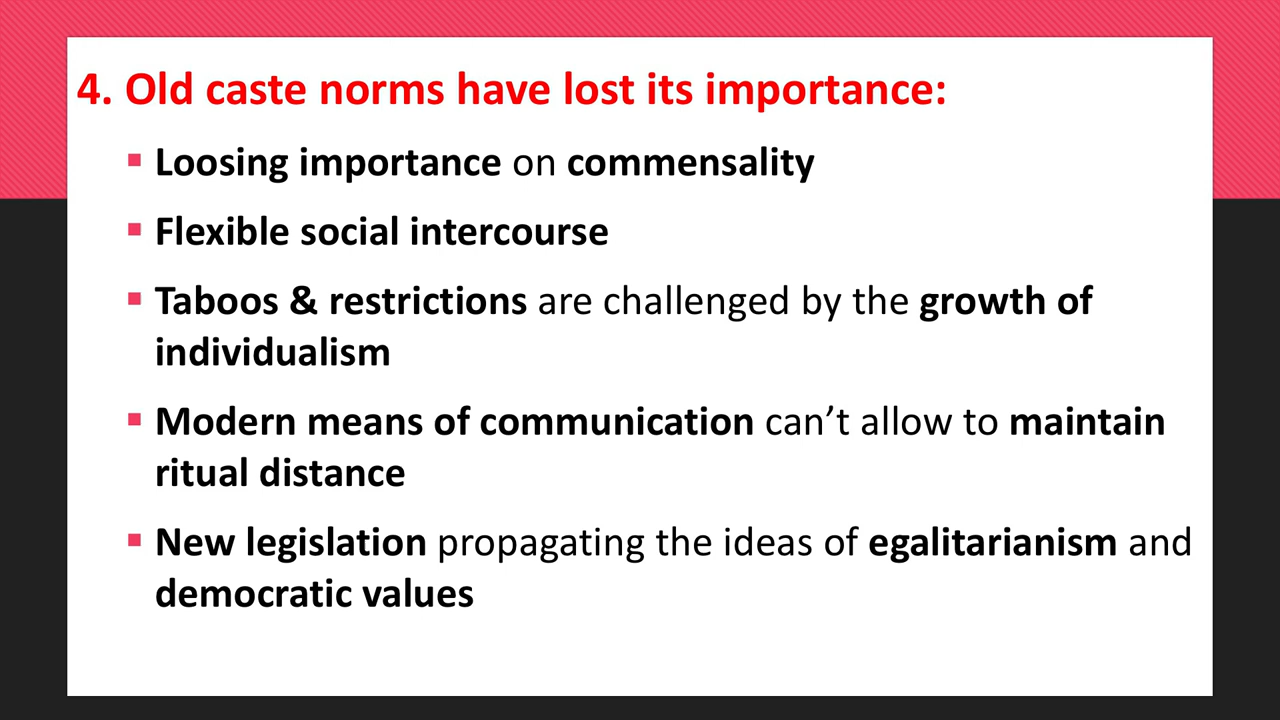 4. Old caste norms have lost its importance:
▪ Loosing importance on commensality
▪ Flexible social intercourse
▪ Taboos & restrictions are challenged by the growth of
individualism
▪ Modern means of communication can’t allow to maintain
ritual distance
▪ New legislation propagating the ideas of egalitarianism and
democratic values